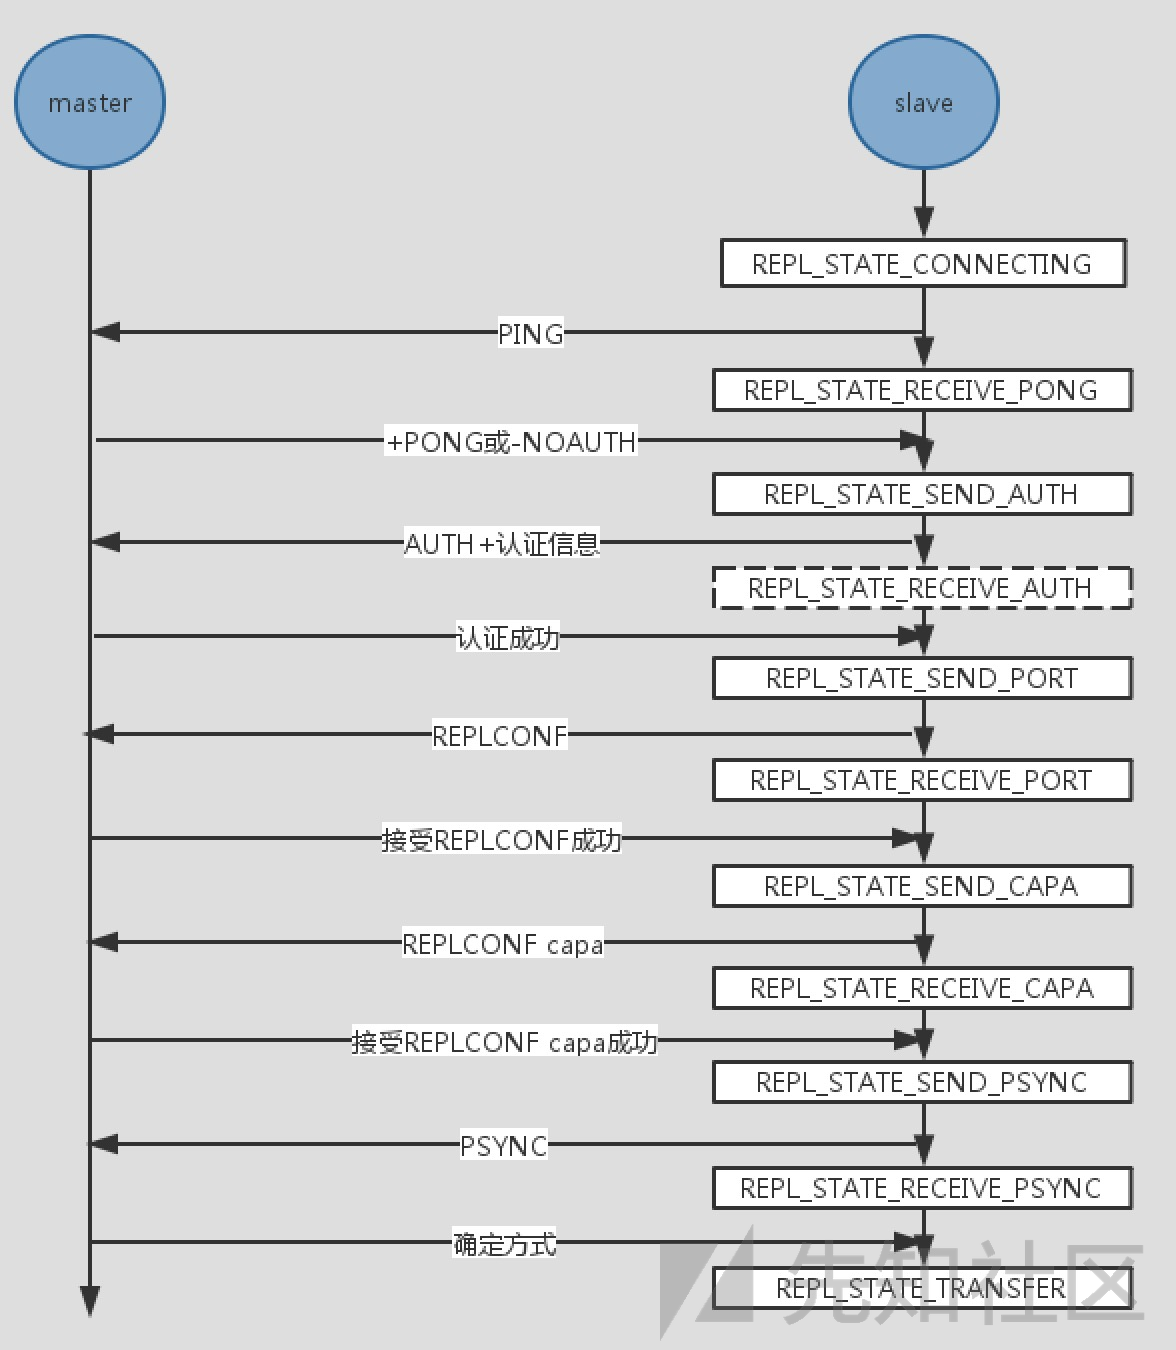 master
slave
REPL_STATE_CONNECTING
PING
REPL_STATE_RECEIVE_PONG
+PONG或-NOAUTH
REPL_STATE_SEND_AUTH
AUTH+认证信息
REPL_STATE_RECEIVE_AUTH
认证成功
REPL_STATE_SEND_PORT
REPLCONF
REPL_STATE_RECEIVE_PORT
接受REPLCONF成功
REPL_STATE_SEND_CAPA
REPLCONF capa
REPL_STATE_RECEIVE_CAPA
接受REPLCONF capa成功
REPL_STATE_SEND_PSYNC
PSYNC
REPL_STATE_RECEIVE_PSYNC
确定方式
REPL_STATE_TRANSFER
先知社区